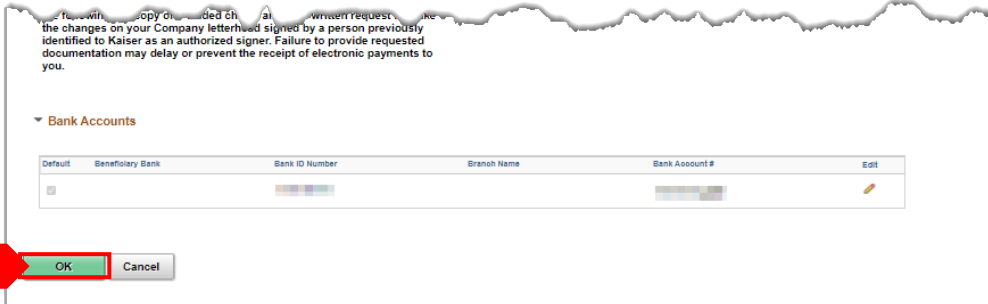 the changes on your Company letterhead signed by a person previously
identified to Kaiser as an authorized signer. Failure to provide requested
documentation may delay or prevent the receipt of electronic payments to
you.
Bank Accounts
Default Beneficiary Bank Bank ID Number Branch Name Bank Account # Edit
OK Cancel